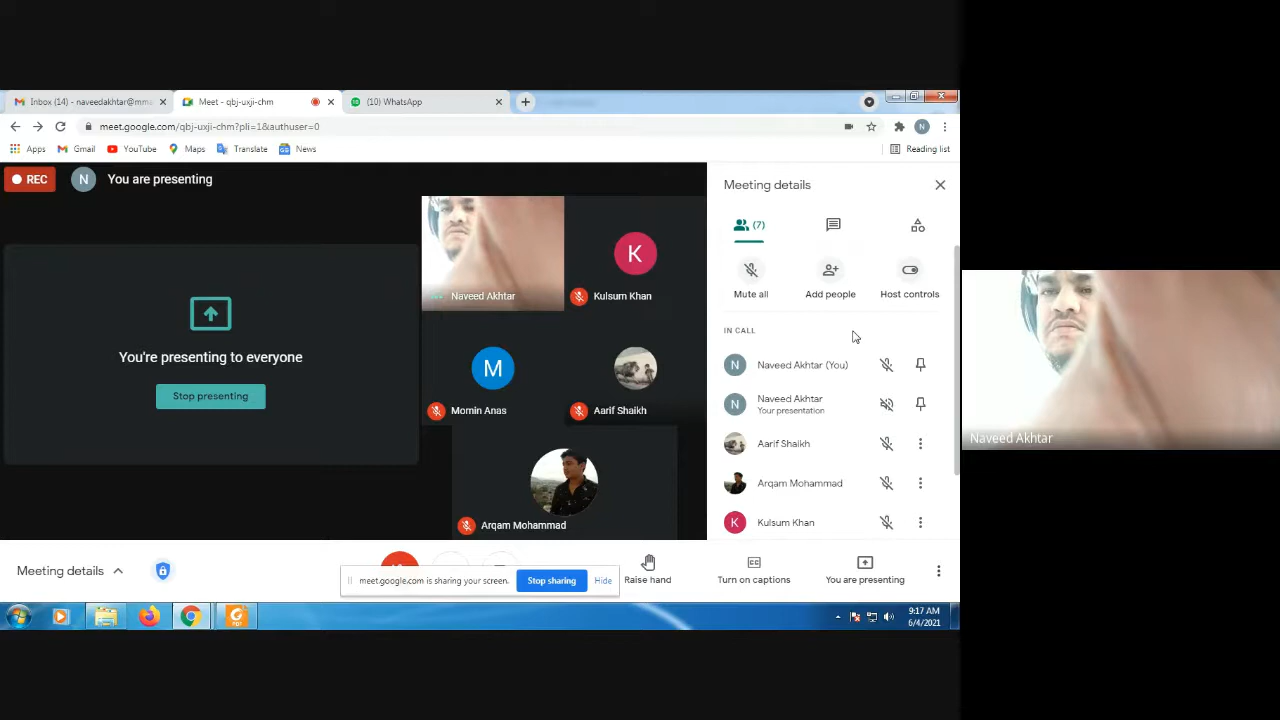 Inbox (14) - naveedakhtar@mm
Meet - qbj-uxji-chm
(10) WhatsApp
meet.google.com/qbj-uxji-chm?pli=1&authuser=0
N
Apps
Gmail
YouTube
Maps
Translate
News
Reading list
REC
N
You are presenting
You're presenting to everyone
Stop presenting
Naveed Akhtar
K
Kulsum Khan
M
Momin Anas
Aarif Shaikh
Arqam Mohammad
Meeting details
(7)
Mute all
Add people
Host controls
IN CALL
N
Naveed Akhtar (You)
N
Naveed Akhtar
Your presentation
Aarif Shaikh
Arqam Mohammad
K
Kulsum Khan
Meeting details
meet.google.com is sharing your screen.
Stop sharing
Hide
Raise hand
CC
Turn on captions
You are presenting
PDF
9:17 AM
6/4/2021
Naveed Akhtar